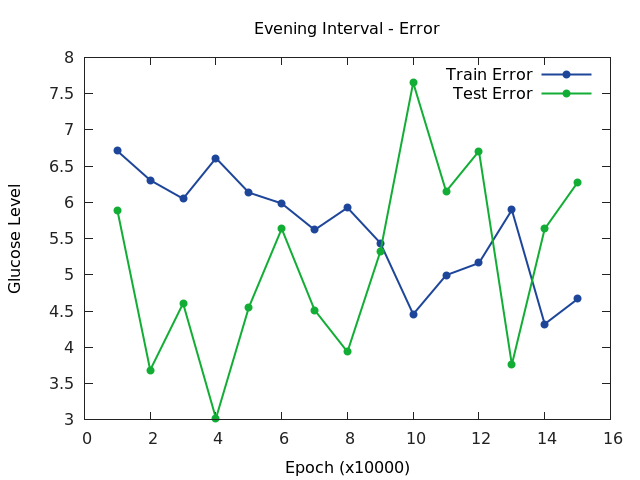 Evening Interval - Error
Train Error
Test Error
8
7.5
7
6.5
6
5.5
5
4.5
4
3.5
3
Glucose Level
0 2 4 6 8 10 12 14 16
Epoch (x10000)